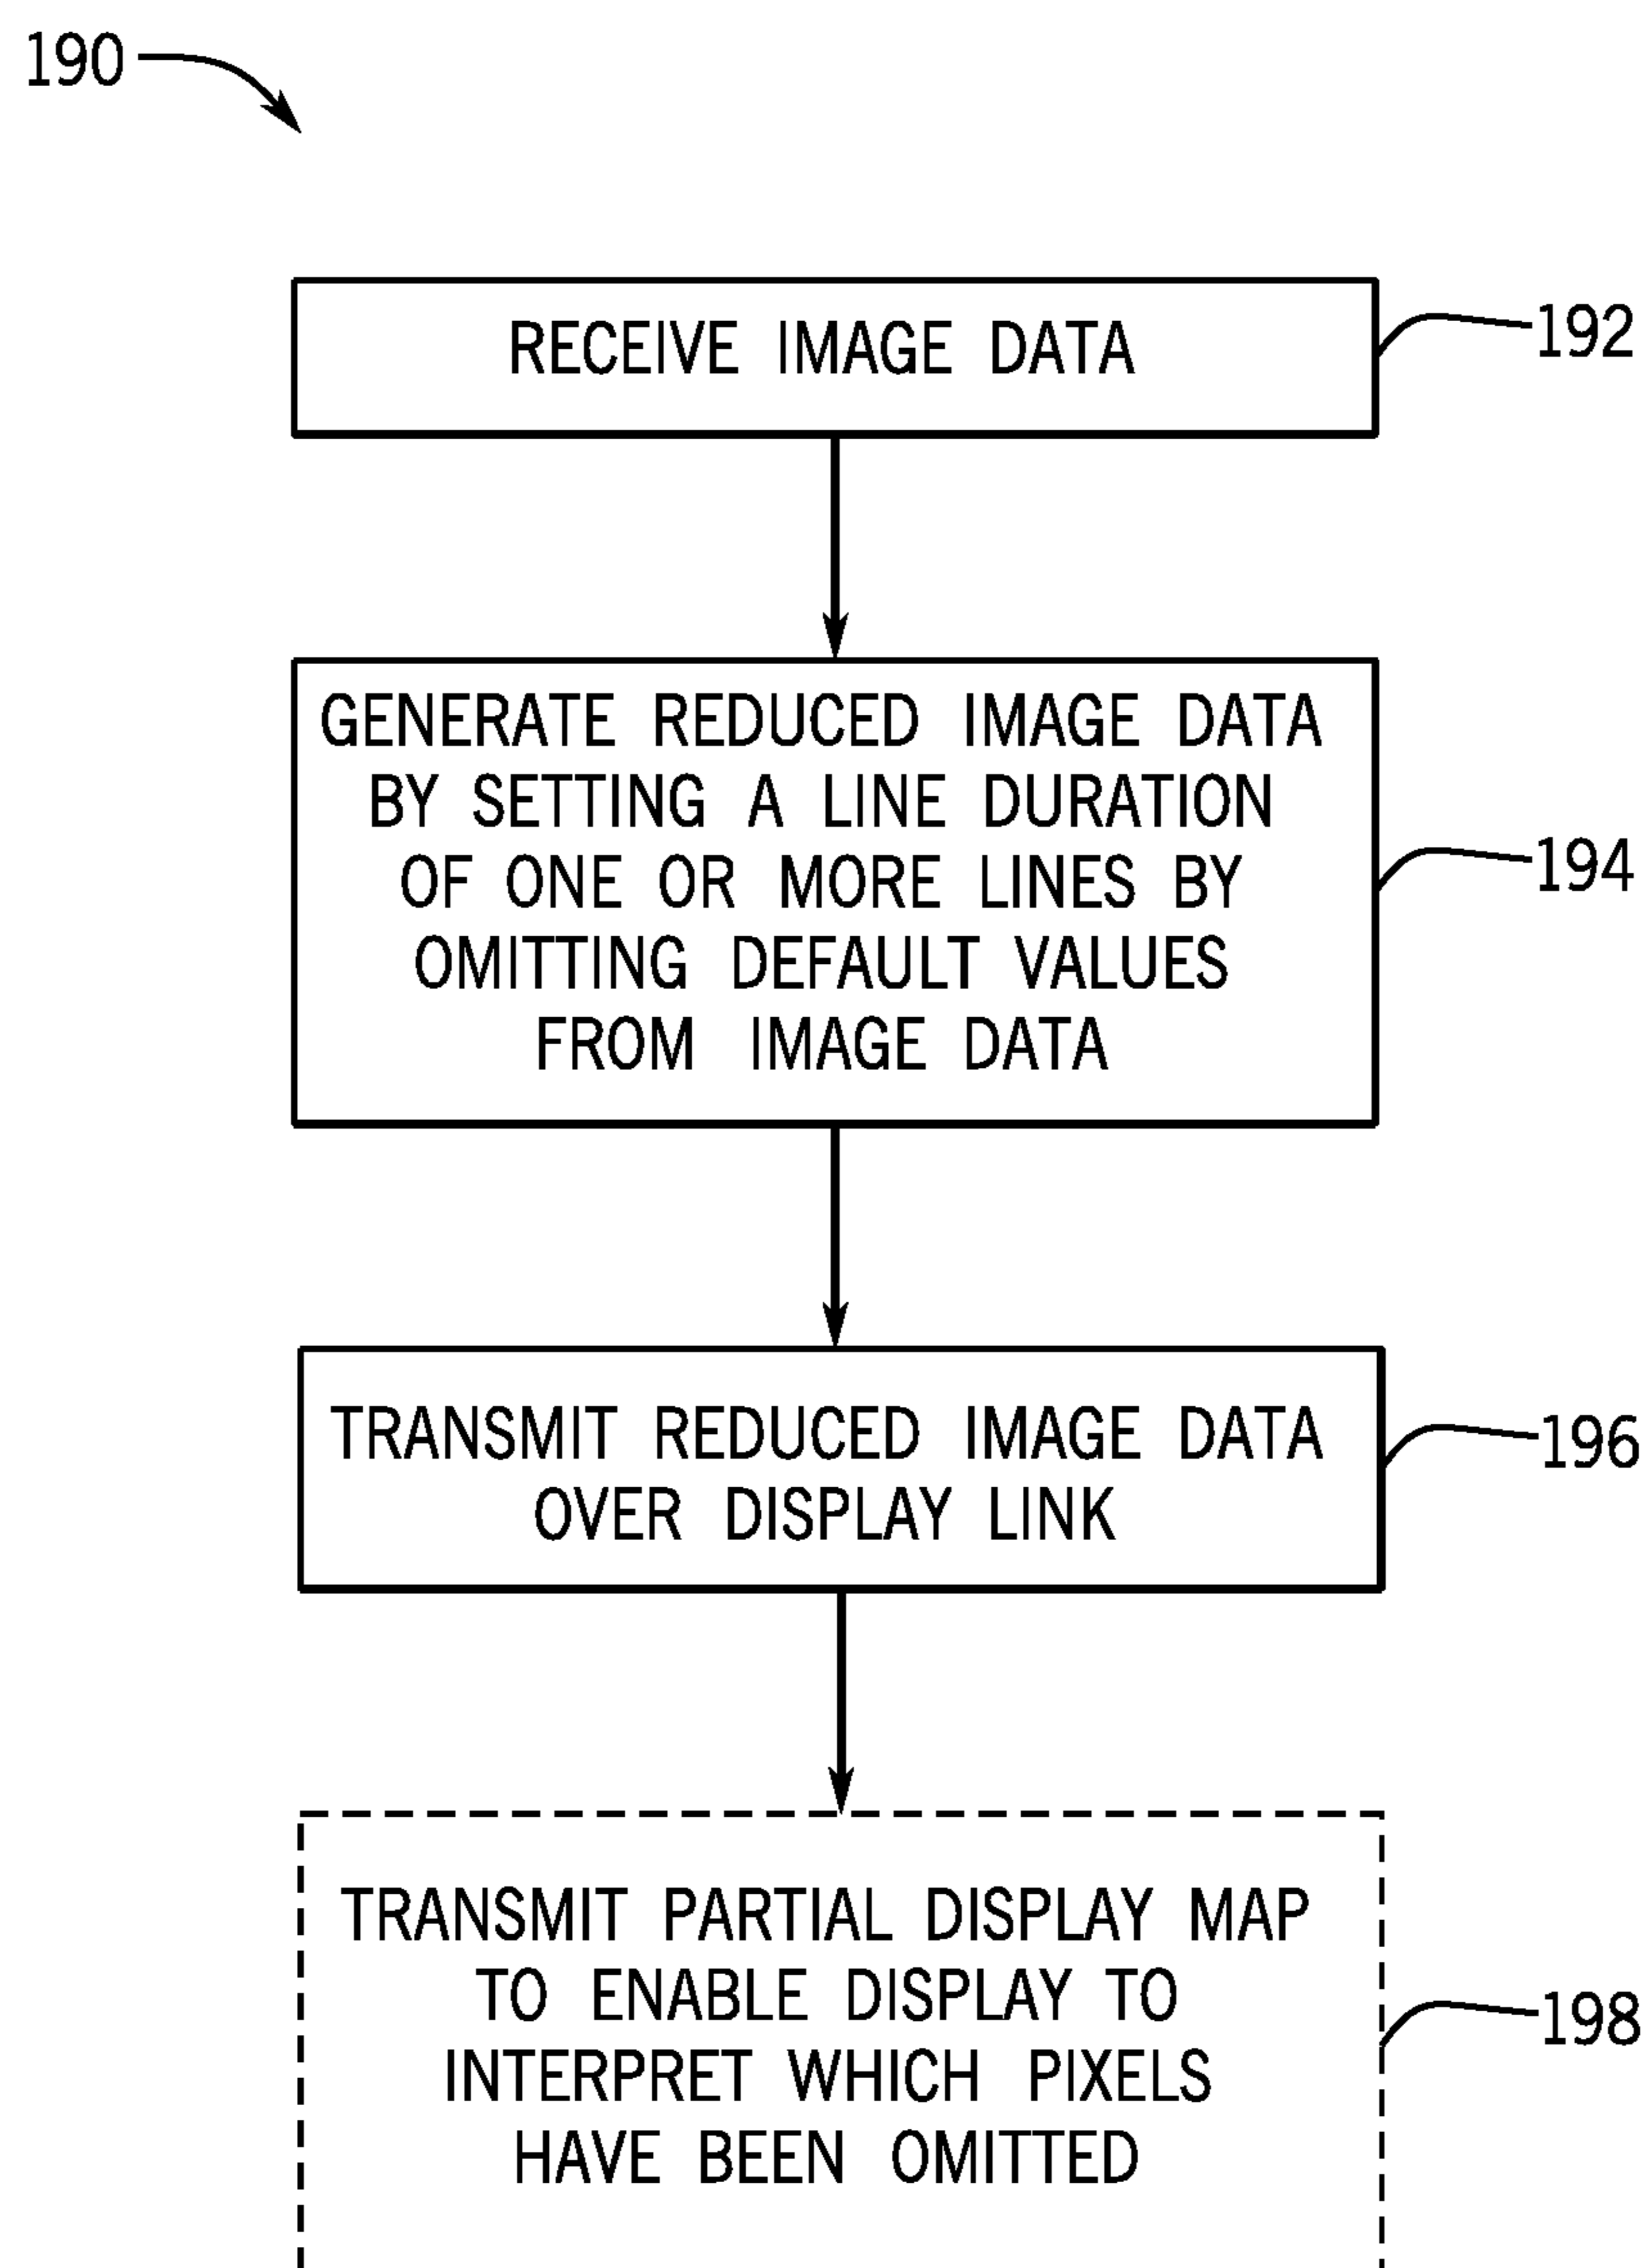 190
RECEIVE IMAGE DATA
192
GENERATE REDUCED IMAGE DATA
BY SETTING A LINE DURATION
OF ONE OR MORE LINES BY
OMITTING DEFAULT VALUES
FROM IMAGE DATA
194
TRANSMIT REDUCED IMAGE DATA
OVER DISPLAY LINK
196
TRANSMIT PARTIAL DISPLAY MAP
TO ENABLE DISPLAY TO
INTERPRET WHICH PIXELS
HAVE BEEN OMITTED
198